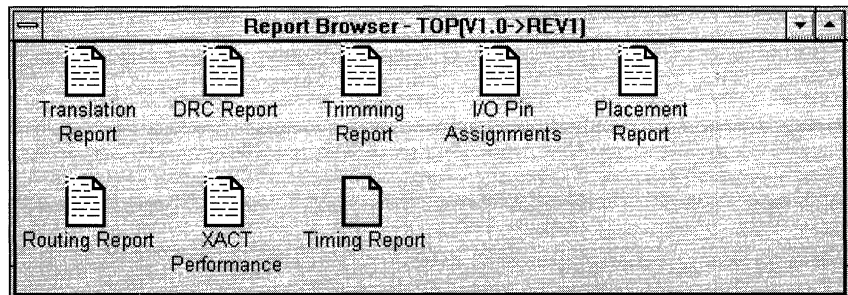 Report Browser - TOP(V1.0->REV1)
Translation Report
DRC Report
Trimming Report
I/O Pin Assignments
Placement Report
Routing Report
XACT Performance
Timing Report